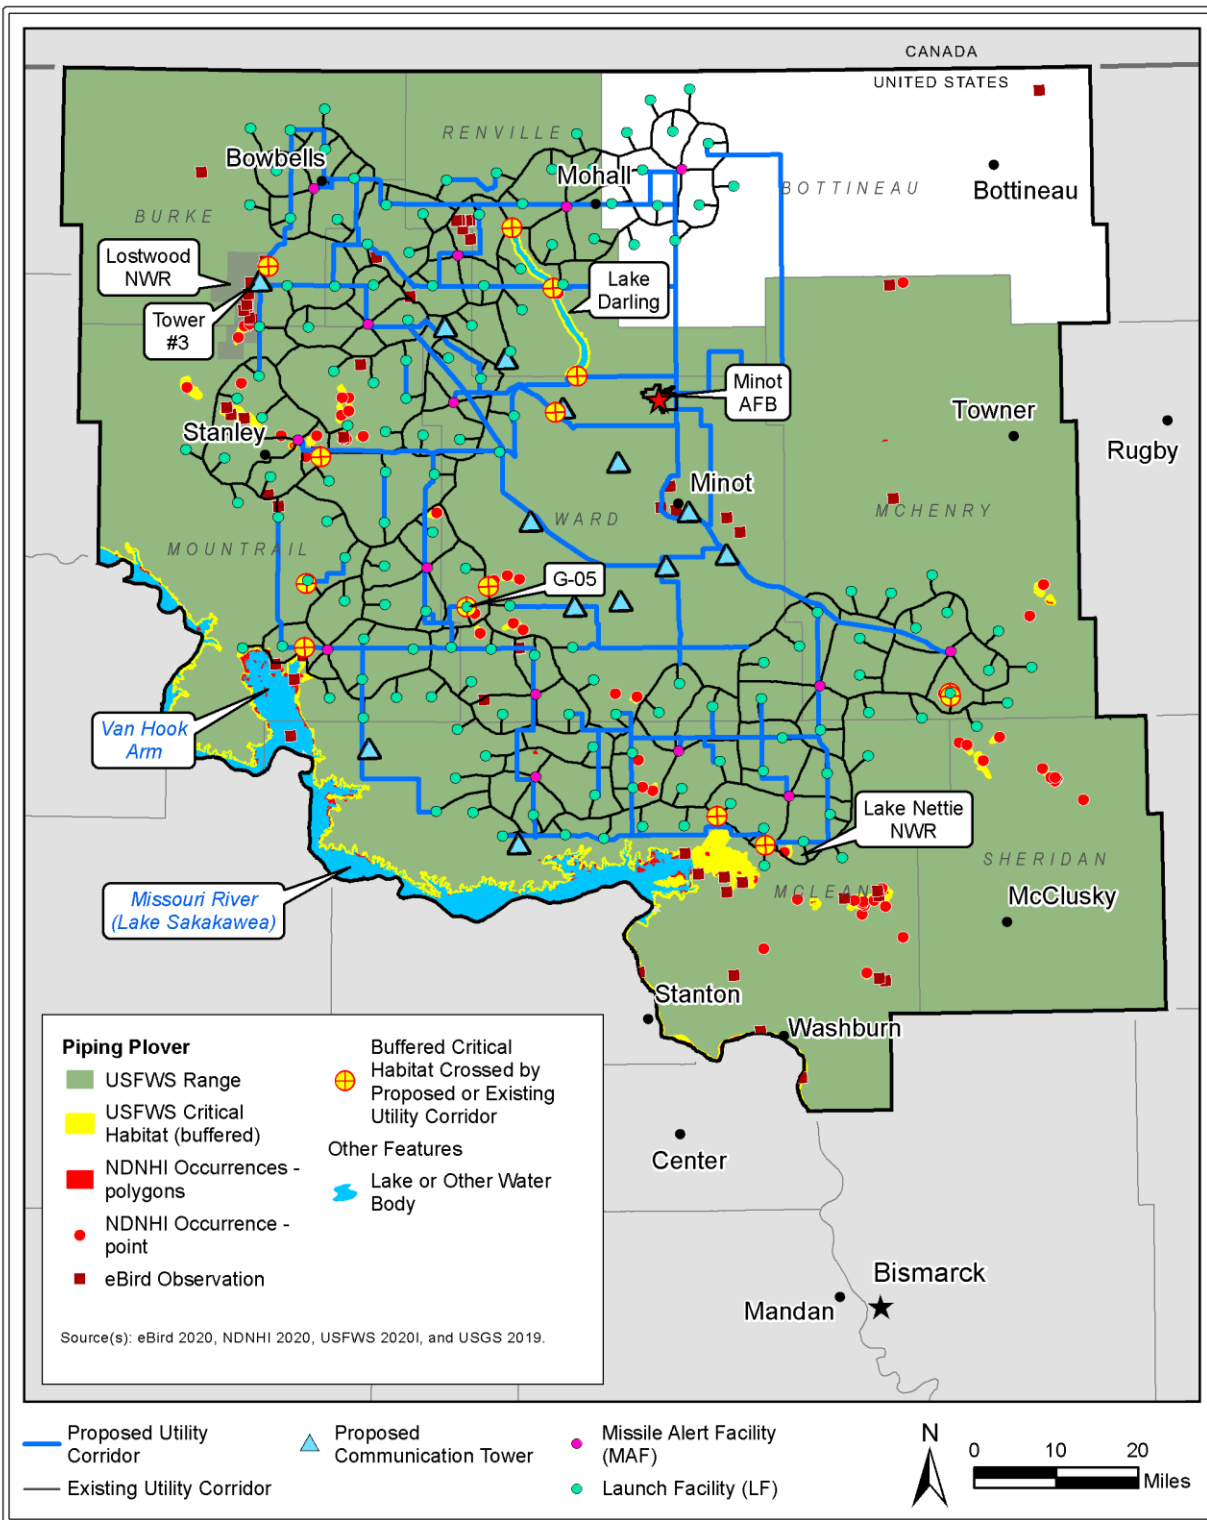 CANADA
UNITED STATES
RENVILLE
Bowbells
Mohall
BOTTINEAU
Bottineau
BURKE
Lostwood
NWR
Lake
Darling
Tower
#3
Minot
AFB
Towner
Stanley
Rugby
Minot
WARD
MCHENRY
MOUNTRAIL
G-05
Van Hook
Arm
Lake Nettie
NWR
SHERIDAN
MCLEAN
McClusky
Missouri River
(Lake Sakakawea)
Stanton
Washburn
Center
Bismarck
Mandan
Piping Plover
USFWS Range
USFWS Critical
Habitat (buffered)
NDNHI Occurrences -
polygons
NDNHI Occurrence -
point
eBird Observation
Buffered Critical
Habitat Crossed by
Proposed or Existing
Utility Corridor
Other Features
Lake or Other Water
Body
Source(s): eBird 2020, NDNHI 2020, USFWS 2020l, and USGS 2019.
Proposed Utility
Corridor
Existing Utility Corridor
Proposed
Communication Tower
Missile Alert Facility
(MAF)
Launch Facility (LF)
N
0 10 20
Miles